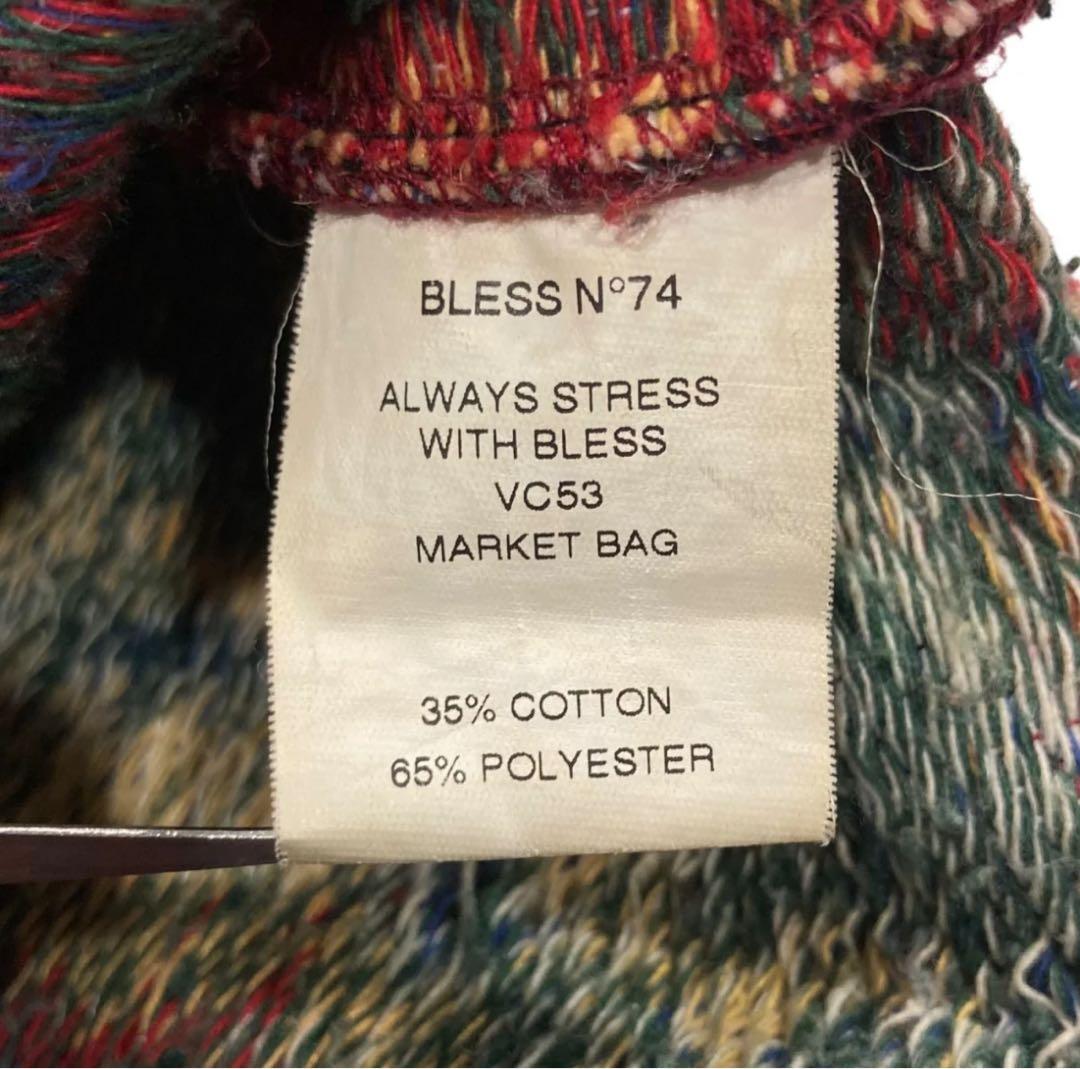 BLESS N°74
ALWAYS STRESS
WITH BLESS
VC53
MARKET BAG
35% COTTON
65% POLYESTER